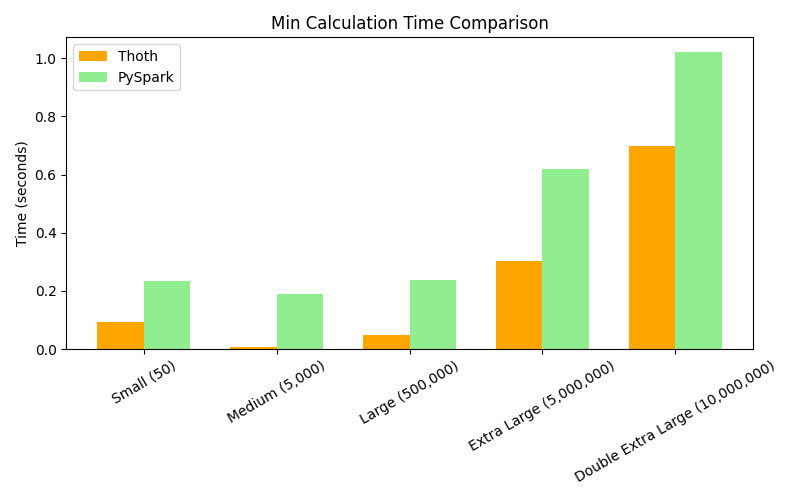 Min Calculation Time Comparison
Thoth
PySpark
Time (seconds)
1.0
0.8
0.6
0.4
0.2
0.0
Small (50)
Medium (5,000)
Large (500,000)
Extra Large (5,000,000)
Double Extra Large (10,000,000)